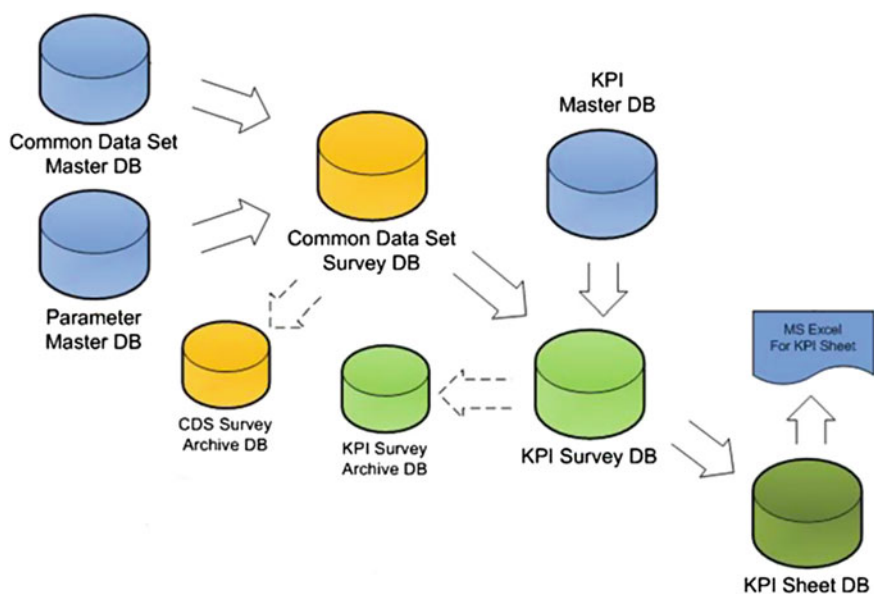 Common Data Set
Master DB
KPI
Master DB
Common Data Set
Survey DB
Parameter
Master DB
MS Excel
For KPI Sheet
CDS Survey
Archive DB
KPI Survey
Archive DB
KPI Survey DB
KPI Sheet DB